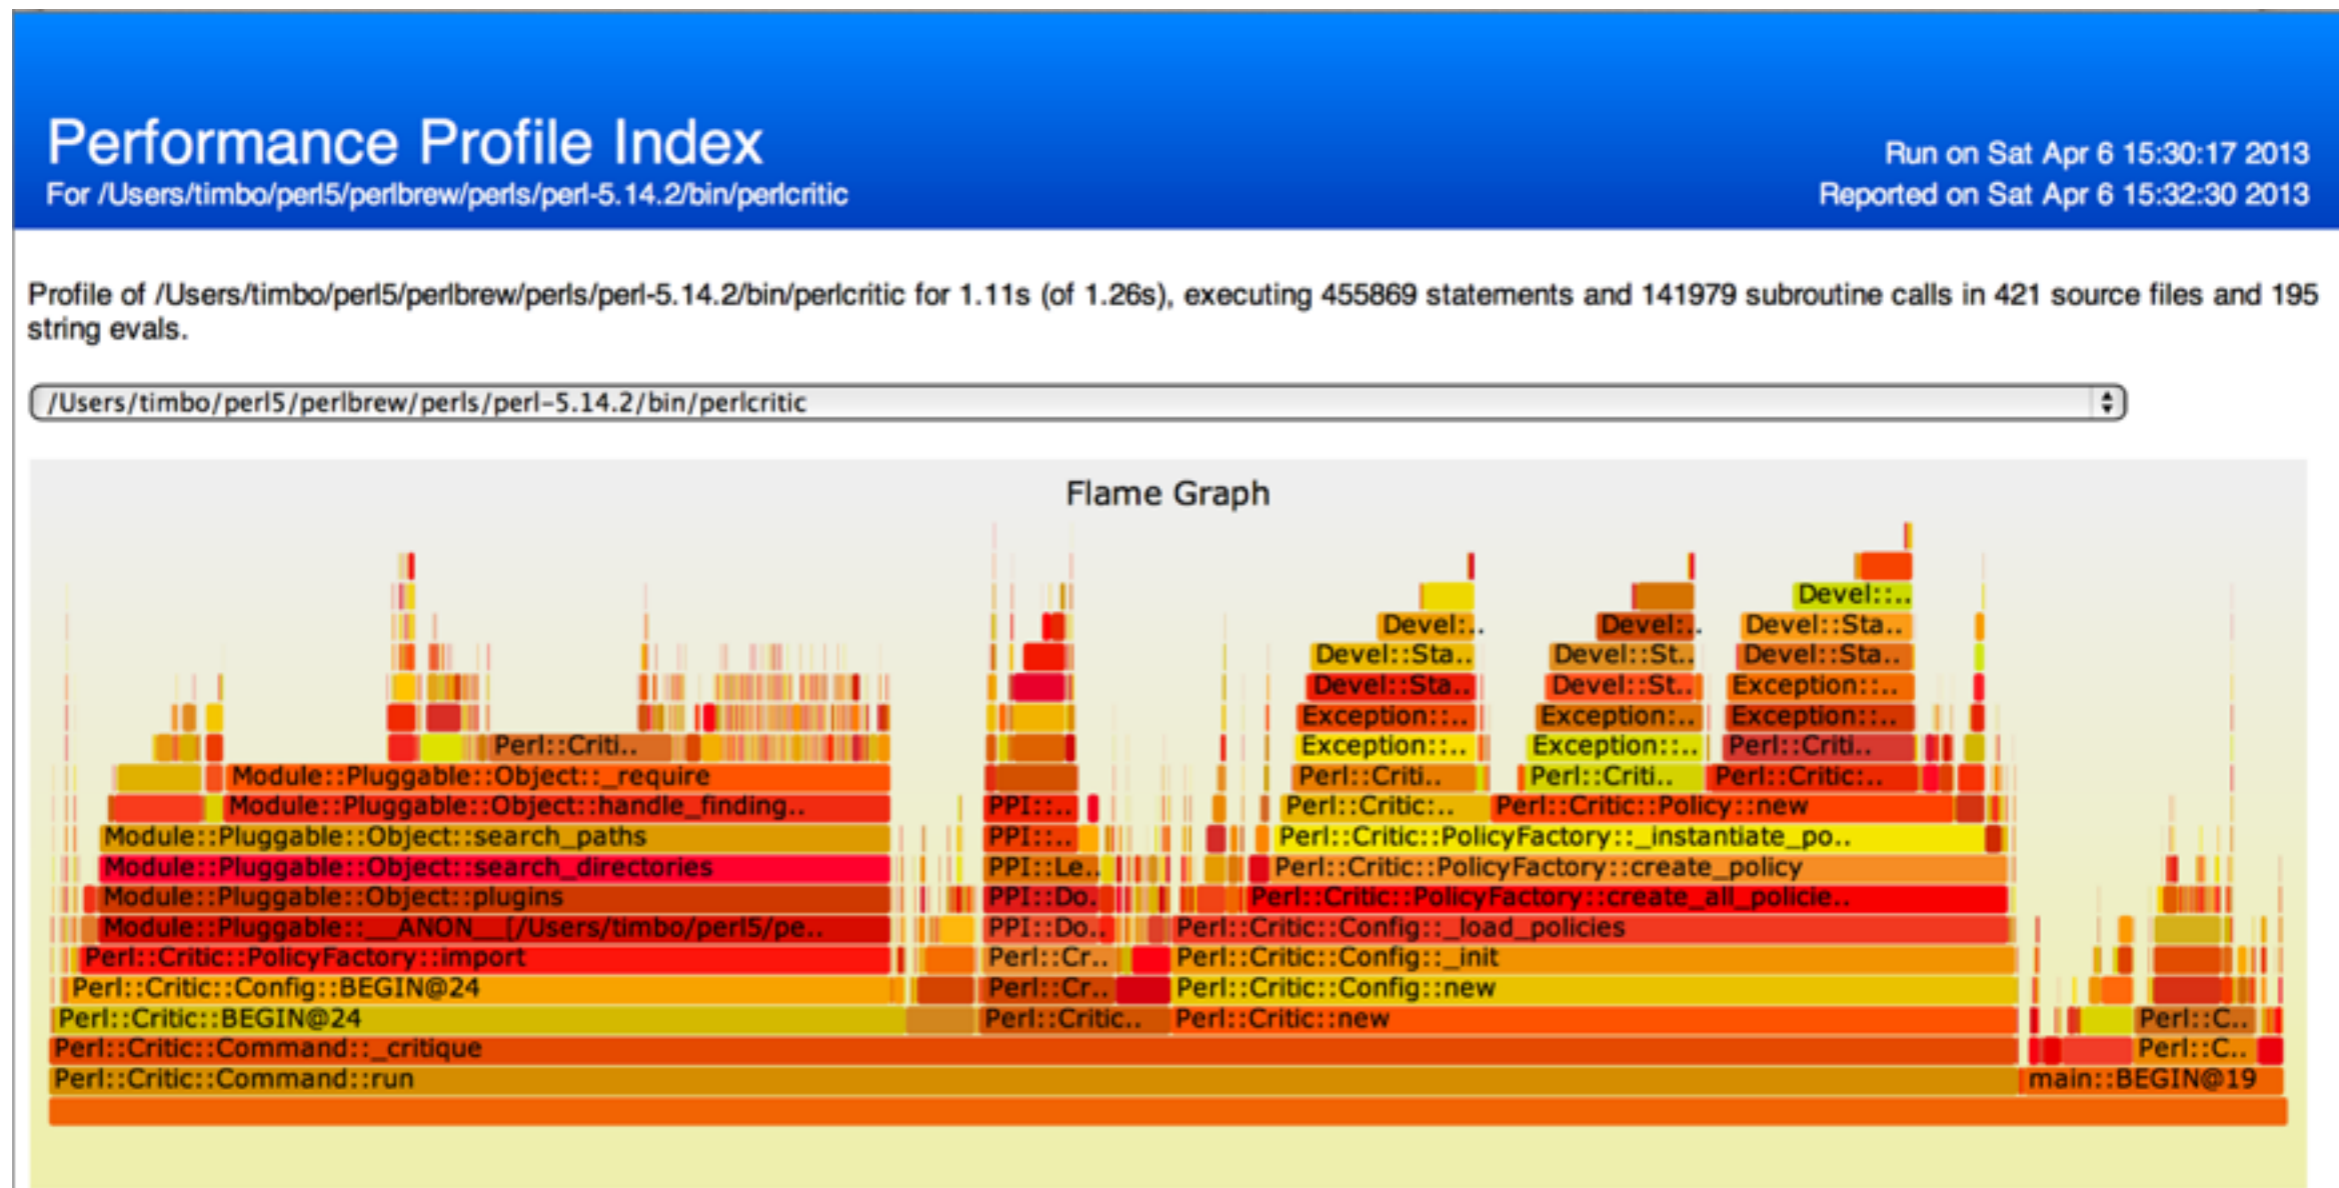 Performance Profile Index
For /Users/timbo/perl5/perlbrew/perls/perl-5.14.2/bin/perlcritic
Run on Sat Apr 6 15:30:17 2013
Reported on Sat Apr 6 15:32:30 2013
Profile of /Users/timbo/perl5/perlbrew/perls/perl-5.14.2/bin/perlcritic for 1.11s (of 1.26s), executing 455869 statements and 141979 subroutine calls in 421 source files and 195
string evals.
/Users/timbo/perl5/perlbrew/perls/perl-5.14.2/bin/perlcritic
Flame Graph
Devel::..
Devel:.. Devel:.. Devel::Sta..
Devel::Sta.. Devel::St.. Devel::Sta..
Devel::Sta.. Devel::St.. Exception::..
Exception::.. Exception:.. Exception::..
Perl::Criti.. Exception::.. Exception::.. Perl::Criti..
Module::Pluggable::Object::_require Perl::Criti.. Perl::Criti.. Perl::Critic:..
Module::Pluggable::Object::handle_finding.. PPI::.. Perl::Critic:.. Perl::Critic::Policy::new
Module::Pluggable::Object::search_paths PPI::.. Perl::Critic::PolicyFactory::_instantiate_po..
Module::Pluggable::Object::search_directories PPI::Le.. Perl::Critic::PolicyFactory::create_policy
Module::Pluggable::Object::plugins PPI::Do.. Perl::Critic::PolicyFactory::create_all_policie..
Module::Pluggable::__ANON__[/Users/timbo/perl5/pe.. PPI::Do.. Perl::Critic::Config::_load_policies
Perl::Critic::PolicyFactory::import Perl::Cr.. Perl::Critic::Config::_init
Perl::Critic::Config::BEGIN@24 Perl::Cr.. Perl::Critic::Config::new
Perl::Critic::BEGIN@24 Perl::Critic.. Perl::Critic::new Perl::C..
Perl::Critic::Command::_critique Perl::C..
Perl::Critic::Command::run main::BEGIN@19